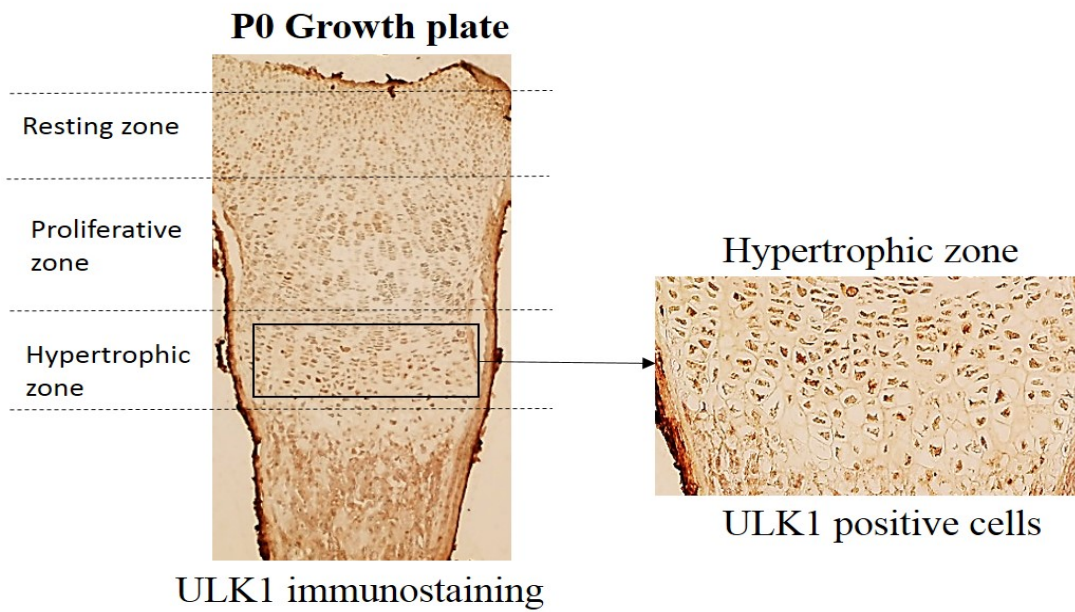 P0 Growth plate
Resting zone
Proliferative
zone
Hypertrophic
zone
ULK1 immunostaining
Hypertrophic zone
ULK1 positive cells